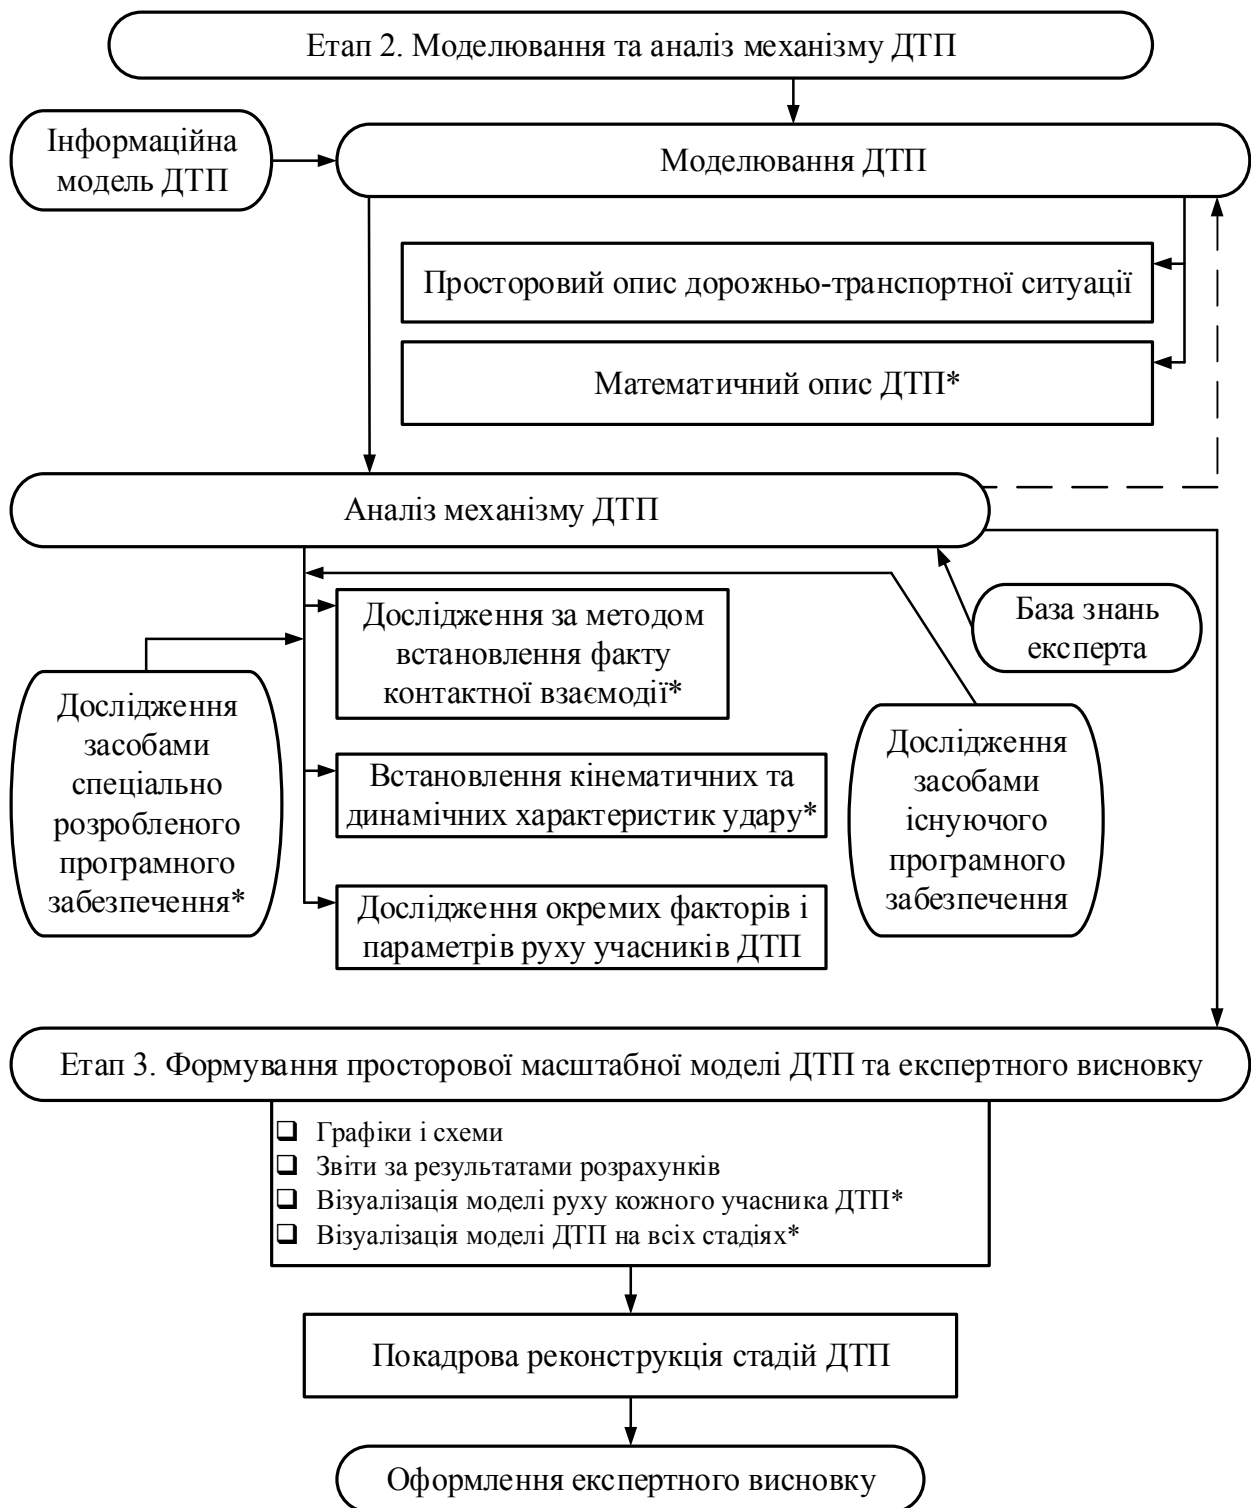 Етап 2. Моделювання та аналіз механізму ДТП
Інформаційна
модель ДТП
Моделювання ДТП
Просторовий опис дорожньо-транспортної ситуації
Математичний опис ДТП*
Аналіз механізму ДТП
База знань
експерта
Дослідження за методом
встановлення факту
контактної взаємодії*
Дослідження
засобами
спеціально
розробленого
програмного
забезпечення*
Встановлення кінематичних та
динамічних характеристик удару*
Дослідження
засобами
існуючого
програмного
забезпечення
Дослідження окремих факторів і
параметрів руху учасників ДТП
Етап 3. Формування просторової масштабної моделі ДТП та експертного висновку
❑ Графіки і схеми
❑ Звіти за результатами розрахунків
❑ Візуалізація моделі руху кожного учасника ДТП*
❑ Візуалізація моделі ДТП на всіх стадіях*
Покадрова реконструкція стадій ДТП
Оформлення експертного висновку